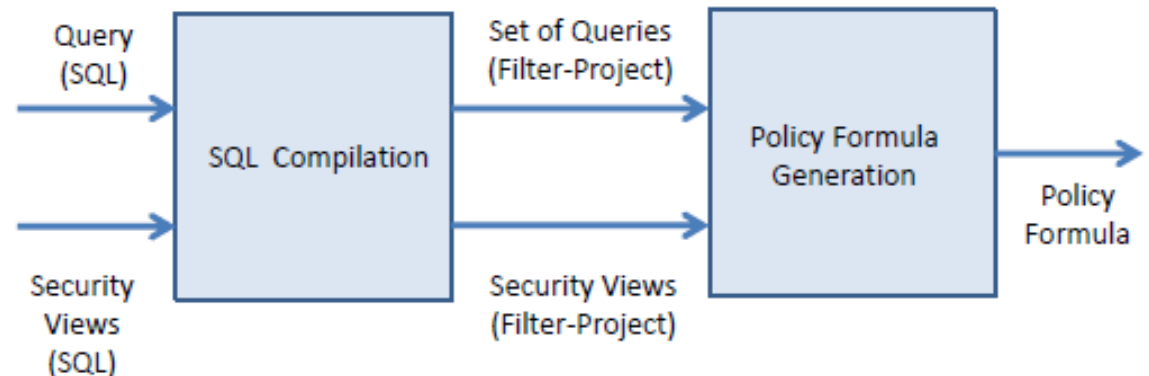 Query
(SQL)
SQL Compilation
Security
Views
(SQL)
Set of Queries
(Filter-Project)
Security Views
(Filter-Project)
Policy Formula
Generation
Policy
Formula